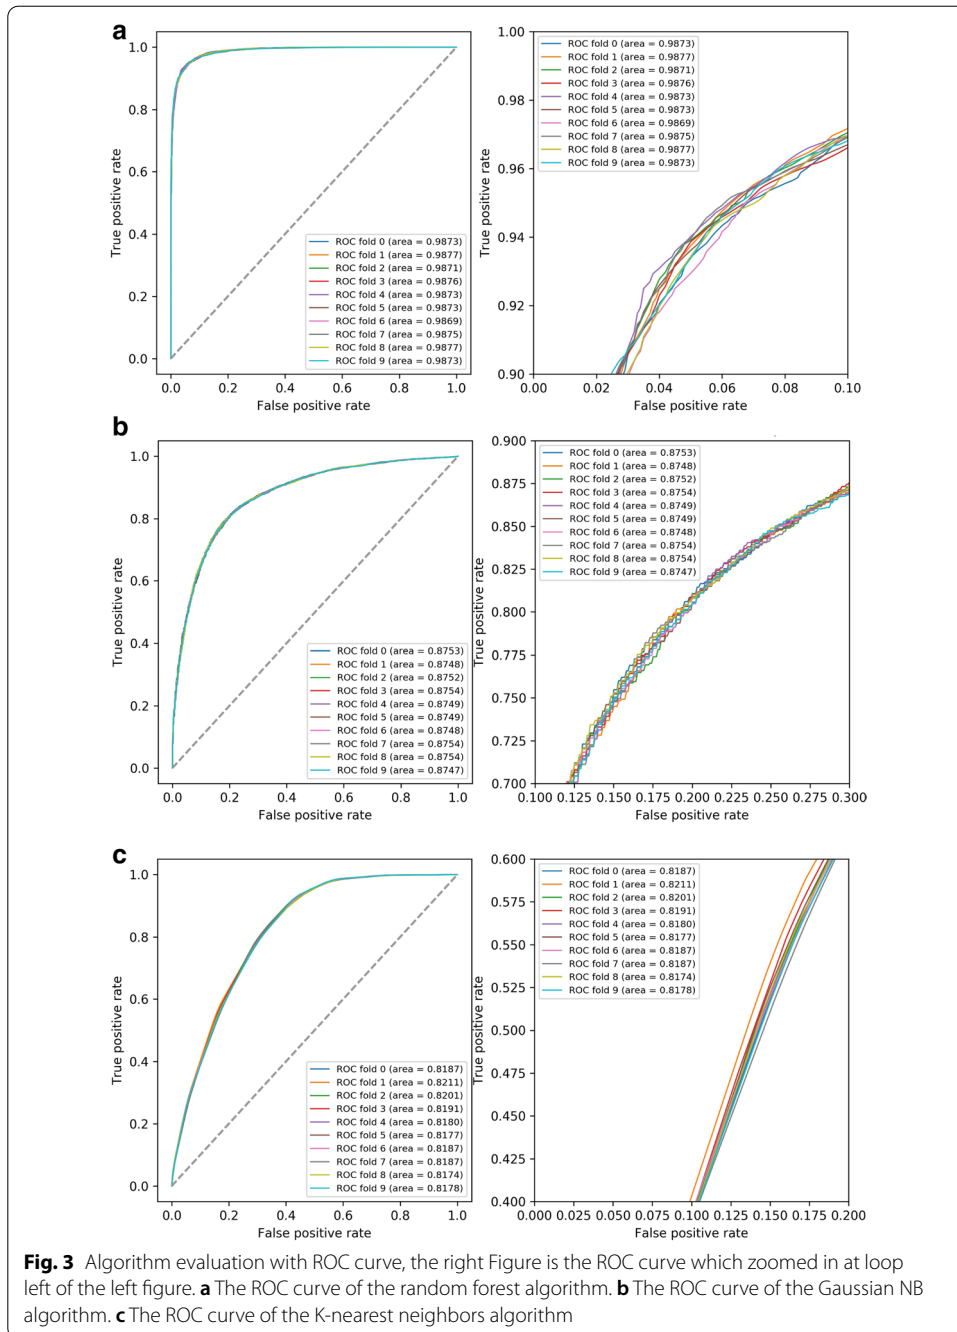 a
True positive rate
1.0
0.8
0.6
0.4
0.2
0.0
ROC fold 0 (area = 0.9873)
ROC fold 1 (area = 0.9877)
ROC fold 2 (area = 0.9871)
ROC fold 3 (area = 0.9876)
ROC fold 4 (area = 0.9873)
ROC fold 5 (area = 0.9873)
ROC fold 6 (area = 0.9869)
ROC fold 7 (area = 0.9875)
ROC fold 8 (area = 0.9877)
ROC fold 9 (area = 0.9873)
0.0 0.2 0.4 0.6 0.8 1.0
False positive rate
True positive rate
1.00
0.98
0.96
0.94
0.92
0.90
ROC fold 0 (area = 0.9873)
ROC fold 1 (area = 0.9877)
ROC fold 2 (area = 0.9871)
ROC fold 3 (area = 0.9876)
ROC fold 4 (area = 0.9873)
ROC fold 5 (area = 0.9873)
ROC fold 6 (area = 0.9869)
ROC fold 7 (area = 0.9875)
ROC fold 8 (area = 0.9877)
ROC fold 9 (area = 0.9873)
0.00 0.02 0.04 0.06 0.08 0.10
False positive rate
b
True positive rate
1.0
0.8
0.6
0.4
0.2
0.0
ROC fold 0 (area = 0.8753)
ROC fold 1 (area = 0.8748)
ROC fold 2 (area = 0.8752)
ROC fold 3 (area = 0.8754)
ROC fold 4 (area = 0.8749)
ROC fold 5 (area = 0.8749)
ROC fold 6 (area = 0.8748)
ROC fold 7 (area = 0.8754)
ROC fold 8 (area = 0.8754)
ROC fold 9 (area = 0.8747)
0.0 0.2 0.4 0.6 0.8 1.0
False positive rate
True positive rate
0.900
0.875
0.850
0.825
0.800
0.775
0.750
0.725
0.700
ROC fold 0 (area = 0.8753)
ROC fold 1 (area = 0.8748)
ROC fold 2 (area = 0.8752)
ROC fold 3 (area = 0.8754)
ROC fold 4 (area = 0.8749)
ROC fold 5 (area = 0.8749)
ROC fold 6 (area = 0.8748)
ROC fold 7 (area = 0.8754)
ROC fold 8 (area = 0.8754)
ROC fold 9 (area = 0.8747)
0.100 0.125 0.150 0.175 0.200 0.225 0.250 0.275 0.300
False positive rate
c
True positive rate
1.0
0.8
0.6
0.4
0.2
0.0
ROC fold 0 (area = 0.8187)
ROC fold 1 (area = 0.8211)
ROC fold 2 (area = 0.8201)
ROC fold 3 (area = 0.8191)
ROC fold 4 (area = 0.8180)
ROC fold 5 (area = 0.8177)
ROC fold 6 (area = 0.8187)
ROC fold 7 (area = 0.8187)
ROC fold 8 (area = 0.8174)
ROC fold 9 (area = 0.8178)
0.0 0.2 0.4 0.6 0.8 1.0
False positive rate
True positive rate
0.600
0.575
0.550
0.525
0.500
0.475
0.450
0.425
0.400
ROC fold 0 (area = 0.8187)
ROC fold 1 (area = 0.8211)
ROC fold 2 (area = 0.8201)
ROC fold 3 (area = 0.8191)
ROC fold 4 (area = 0.8180)
ROC fold 5 (area = 0.8177)
ROC fold 6 (area = 0.8187)
ROC fold 7 (area = 0.8187)
ROC fold 8 (area = 0.8174)
ROC fold 9 (area = 0.8178)
0.000 0.025 0.050 0.075 0.100 0.125 0.150 0.175 0.200
False positive rate
Fig. 3 Algorithm evaluation with ROC curve, the right Figure is the ROC curve which zoomed in at loop
left of the left figure. a The ROC curve of the random forest algorithm. b The ROC curve of the Gaussian NB
algorithm. c The ROC curve of the K-nearest neighbors algorithm